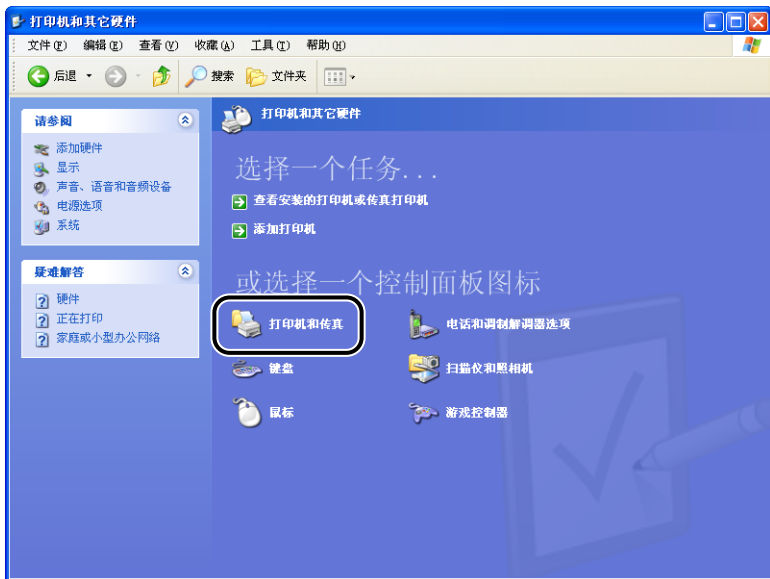 打印机和其它硬件
文件(F) 编辑(E) 查看(V) 收藏(A) 工具(T) 帮助(H)
后退 搜索 文件夹
请参阅
添加硬件
显示
声音、语音和音频设备
电源选项
系统
疑难解答
硬件
正在打印
家庭或小型办公网络
打印机和其它硬件
选择一个任务...
查看安装的打印机或传真打印机
添加打印机
或选择一个控制面板图标
打印机和传真 电话和调制解调器选项
键盘 扫描仪和照相机
鼠标 游戏控制器